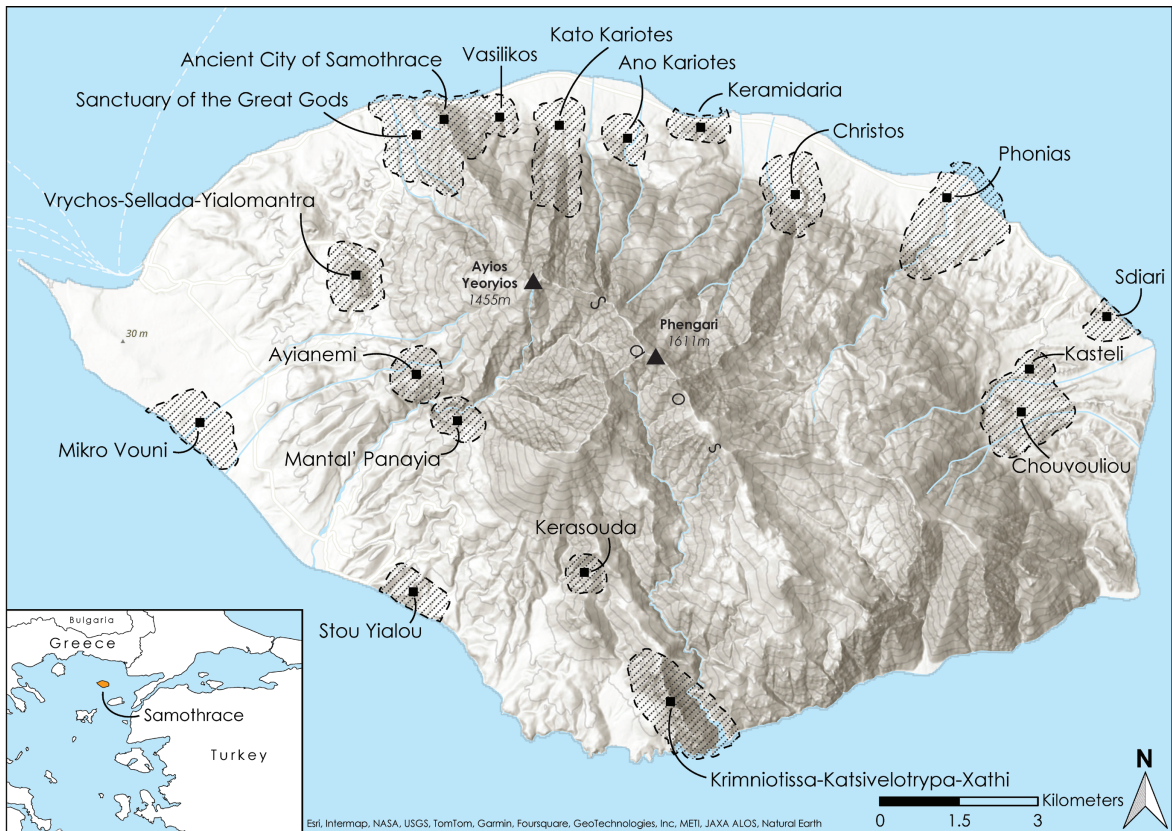 Kato Kariotes
Vasilikos
Ancient City of Samothrace
Ano Kariotes
Sanctuary of the Great Gods
Keramidaria
Christos
Phonias
Vrychos-Sellada-Yialomantra
Ayios
Yeoryios
1455m
Sdiari
Phengari
1611m
30 m
Ayianemi
Kasteli
Mikro Vouni
Mantal' Panayia
Chouvouliou
Kerasouda
Stou Yialou
Bulgaria
Greece
Samothrace
Turkey
Krimniotissa-Katsivelotrypa-Xathi
N
Kilometers
0 1.5 3
Esri, Intermap, NASA, USGS, TomTom, Garmin, Foursquare, GeoTechnologies, Inc, METI, JAXA ALOS, Natural Earth